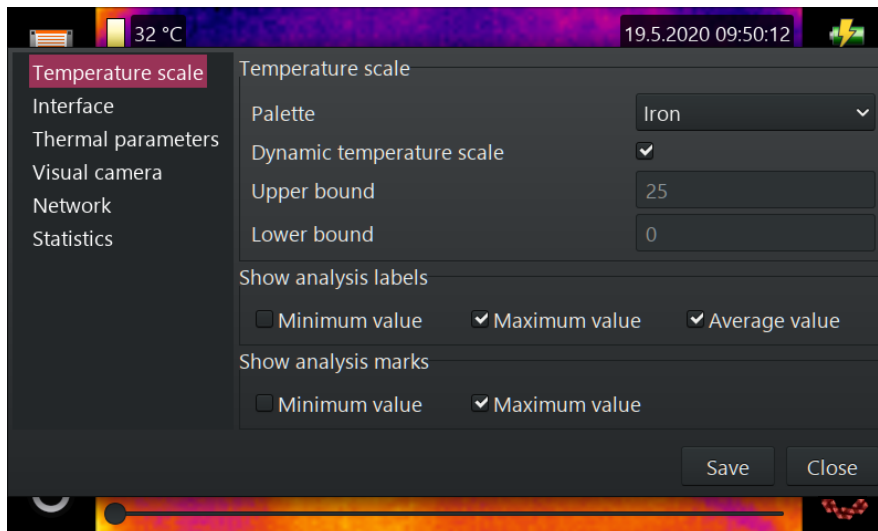 32 °C 19.5.2020 09:50:12
Temperature scale
Interface
Thermal parameters
Visual camera
Network
Statistics
Temperature scale
Palette Iron
Dynamic temperature scale
Upper bound 25
Lower bound 0
Show analysis labels
Minimum value Maximum value Average value
Show analysis marks
Minimum value Maximum value
Save Close